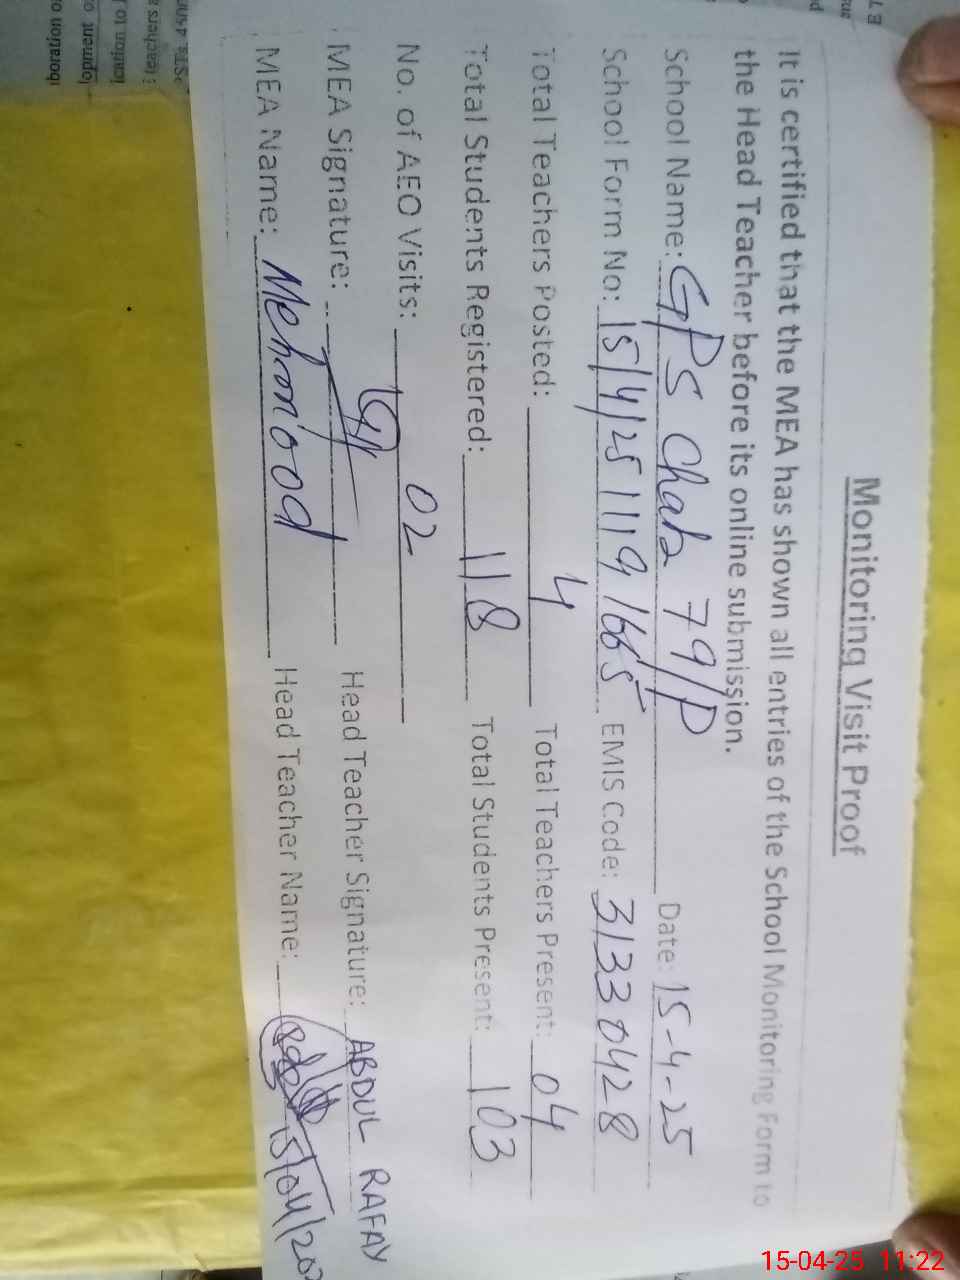 Monitoring Visit Proof
It is certified that the MEA has shown all entries of the School Monitoring Form to
the Head Teacher before its online submission.
School Name: GPS Chak 79/P Date: 15-4-25
School Form No: 15/4/25 1119 1665 EMIS Code: 31330428
Total Teachers Posted: 4 Total Teachers Present: 04
Total Students Registered: 118 Total Students Present: 103
No. of AEO Visits: 02
MEA Signature: Head Teacher Signature: ABDUL RAFAY
MEA Name: Mehmood Head Teacher Name: 15/04/202
15-04-25 11:22